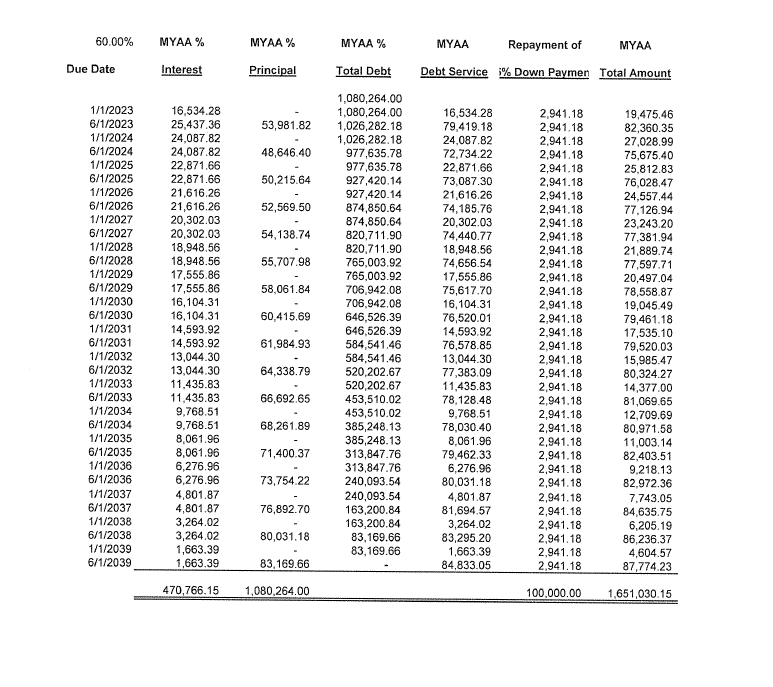 60.00% MYAA % MYAA % MYAA % MYAA Repayment of MYAA
Due Date Interest Principal Total Debt Debt Service % Down Paymen Total Amount
1,080,264.00
1/1/2023 16,534.28 - 1,080,264.00 16,534.28 2,941.18 19,475.46
6/1/2023 25,437.36 53,981.82 1,026,282.18 79,419.18 2,941.18 82,360.35
1/1/2024 24,087.82 - 1,026,282.18 24,087.82 2,941.18 27,028.99
6/1/2024 24,087.82 48,646.40 977,635.78 72,734.22 2,941.18 75,675.40
1/1/2025 22,871.66 - 977,635.78 22,871.66 2,941.18 25,812.83
6/1/2025 22,871.66 50,215.64 927,420.14 73,087.30 2,941.18 76,028.47
1/1/2026 21,616.26 - 927,420.14 21,616.26 2,941.18 24,557.44
6/1/2026 21,616.26 52,569.50 874,850.64 74,185.76 2,941.18 77,126.94
1/1/2027 20,302.03 - 874,850.64 20,302.03 2,941.18 23,243.20
6/1/2027 20,302.03 54,138.74 820,711.90 74,440.77 2,941.18 77,381.94
1/1/2028 18,948.56 - 820,711.90 18,948.56 2,941.18 21,889.74
6/1/2028 18,948.56 55,707.98 765,003.92 74,656.54 2,941.18 77,597.71
1/1/2029 17,555.86 - 765,003.92 17,555.86 2,941.18 20,497.04
6/1/2029 17,555.86 58,061.84 706,942.08 75,617.70 2,941.18 78,558.87
1/1/2030 16,104.31 - 706,942.08 16,104.31 2,941.18 19,045.49
6/1/2030 16,104.31 60,415.69 646,526.39 76,520.01 2,941.18 79,461.18
1/1/2031 14,593.92 - 646,526.39 14,593.92 2,941.18 17,535.10
6/1/2031 14,593.92 61,984.93 584,541.46 76,578.85 2,941.18 79,520.03
1/1/2032 13,044.30 - 584,541.46 13,044.30 2,941.18 15,985.47
6/1/2032 13,044.30 64,338.79 520,202.67 77,383.09 2,941.18 80,324.27
1/1/2033 11,435.83 - 520,202.67 11,435.83 2,941.18 14,377.00
6/1/2033 11,435.83 66,692.65 453,510.02 78,128.48 2,941.18 81,069.65
1/1/2034 9,768.51 - 453,510.02 9,768.51 2,941.18 12,709.69
6/1/2034 9,768.51 68,261.89 385,248.13 78,030.40 2,941.18 80,971.58
1/1/2035 8,061.96 - 385,248.13 8,061.96 2,941.18 11,003.14
6/1/2035 8,061.96 71,400.37 313,847.76 79,462.33 2,941.18 82,403.51
1/1/2036 6,276.96 - 313,847.76 6,276.96 2,941.18 9,218.13
6/1/2036 6,276.96 73,754.22 240,093.54 80,031.18 2,941.18 82,972.36
1/1/2037 4,801.87 - 240,093.54 4,801.87 2,941.18 7,743.05
6/1/2037 4,801.87 76,892.70 163,200.84 81,694.57 2,941.18 84,635.75
1/1/2038 3,264.02 - 163,200.84 3,264.02 2,941.18 6,205.19
6/1/2038 3,264.02 80,031.18 83,169.66 83,295.20 2,941.18 86,236.37
1/1/2039 1,663.39 - 83,169.66 1,663.39 2,941.18 4,604.57
6/1/2039 1,663.39 83,169.66 - 84,833.05 2,941.18 87,774.23
470,766.15 1,080,264.00 100,000.00 1,651,030.15